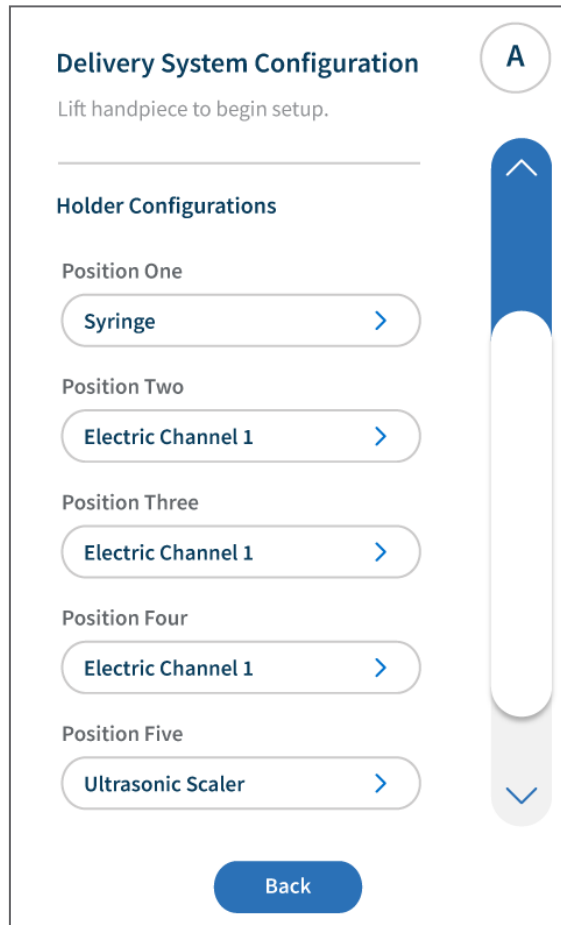 Delivery System Configuration
A
Lift handpiece to begin setup.
Holder Configurations
Position One
Syringe
Position Two
Electric Channel 1
Position Three
Electric Channel 1
Position Four
Electric Channel 1
Position Five
Ultrasonic Scaler
Back